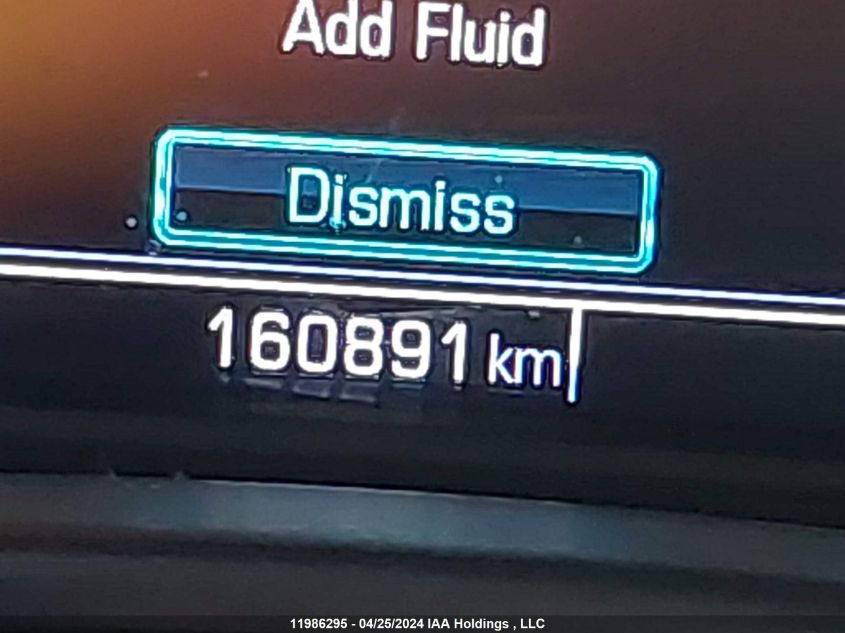 Add Fluid
Dismiss
160891 km
11986295 - 04/25/2024 IAA Holdings , LLC